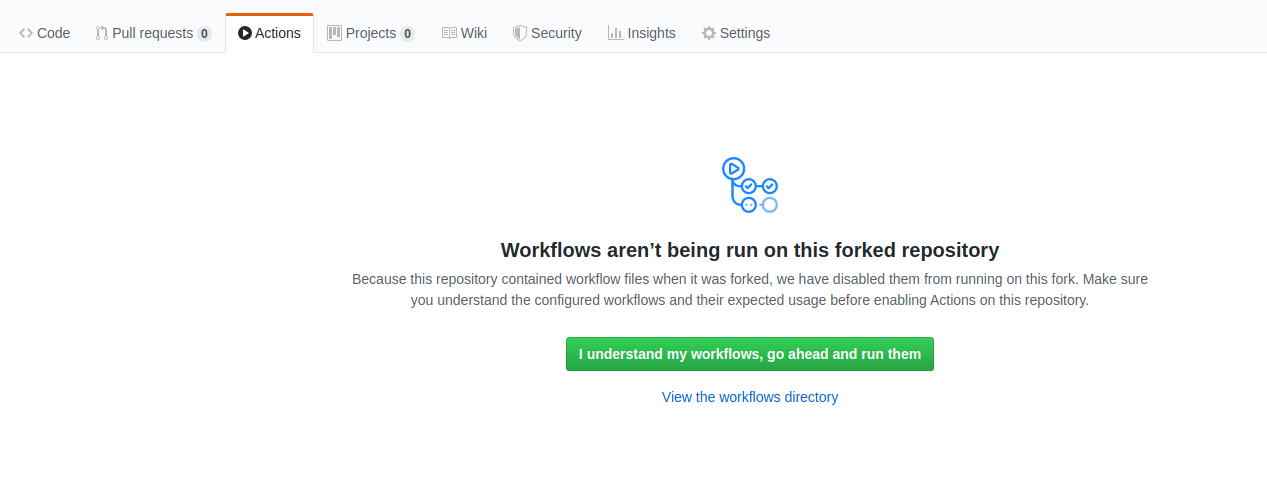 Code Pull requests 0 Actions Projects 0 Wiki Security Insights Settings
Workflows aren’t being run on this forked repository
Because this repository contained workflow files when it was forked, we have disabled them from running on this fork. Make sure
you understand the configured workflows and their expected usage before enabling Actions on this repository.
I understand my workflows, go ahead and run them
View the workflows directory